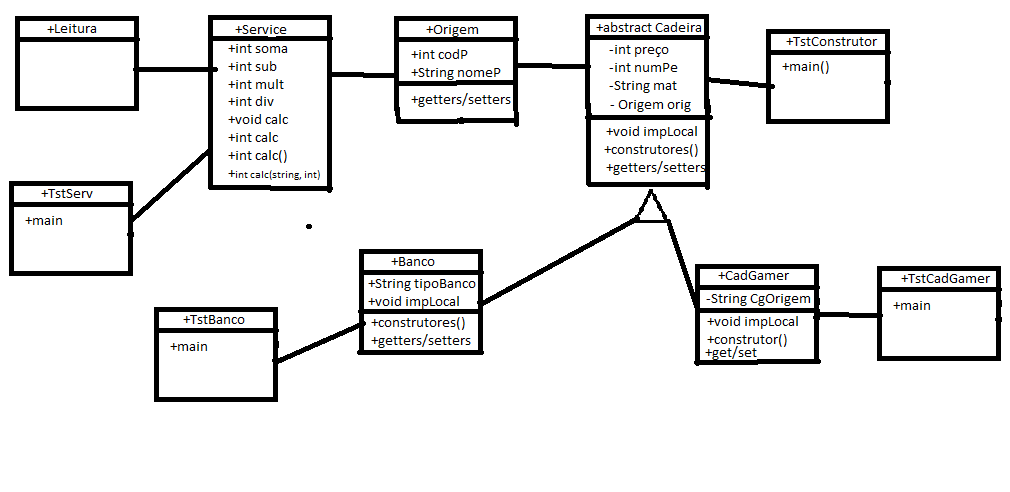 +Leitura
+Service
+int soma
+int sub
+int mult
+int div
+void calc
+int calc
+int calc()
+int calc(string, int)
+Origem
+int codP
+String nomeP
+getters/setters
+abstract Cadeira
-int preço
-int numPe
-String mat
- Origem orig
+void impLocal
+construtores()
+getters/setters
+TstConstrutor
+main()
+TstServ
+main
+Banco
+String tipoBanco
+void impLocal
+construtores()
+getters/setters
+CadGamer
-String CgOrigem
+void impLocal
+construtor()
+get/set
+TstCadGamer
+main
+TstBanco
+main